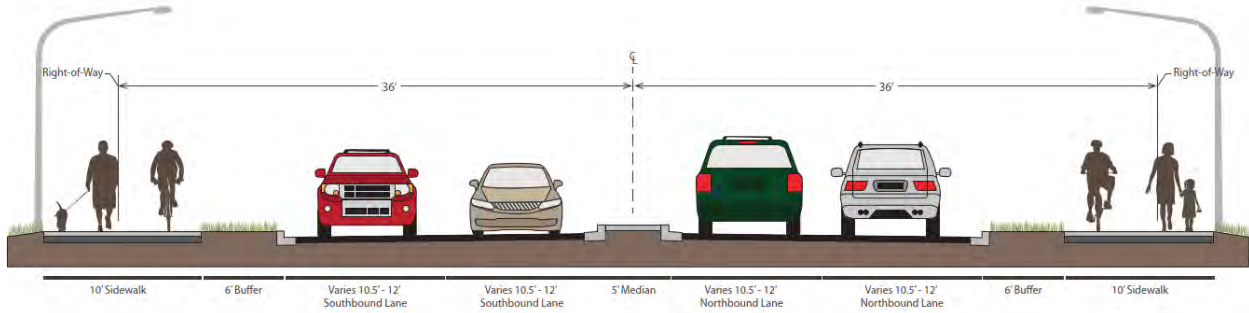 ℄
Right-of-Way
Right-of-Way
36'
36'
10' Sidewalk
6' Buffer
Varies 10.5' - 12'
Southbound Lane
Varies 10.5' - 12'
Southbound Lane
5' Median
Varies 10.5' - 12'
Northbound Lane
Varies 10.5' - 12'
Northbound Lane
6' Buffer
10' Sidewalk